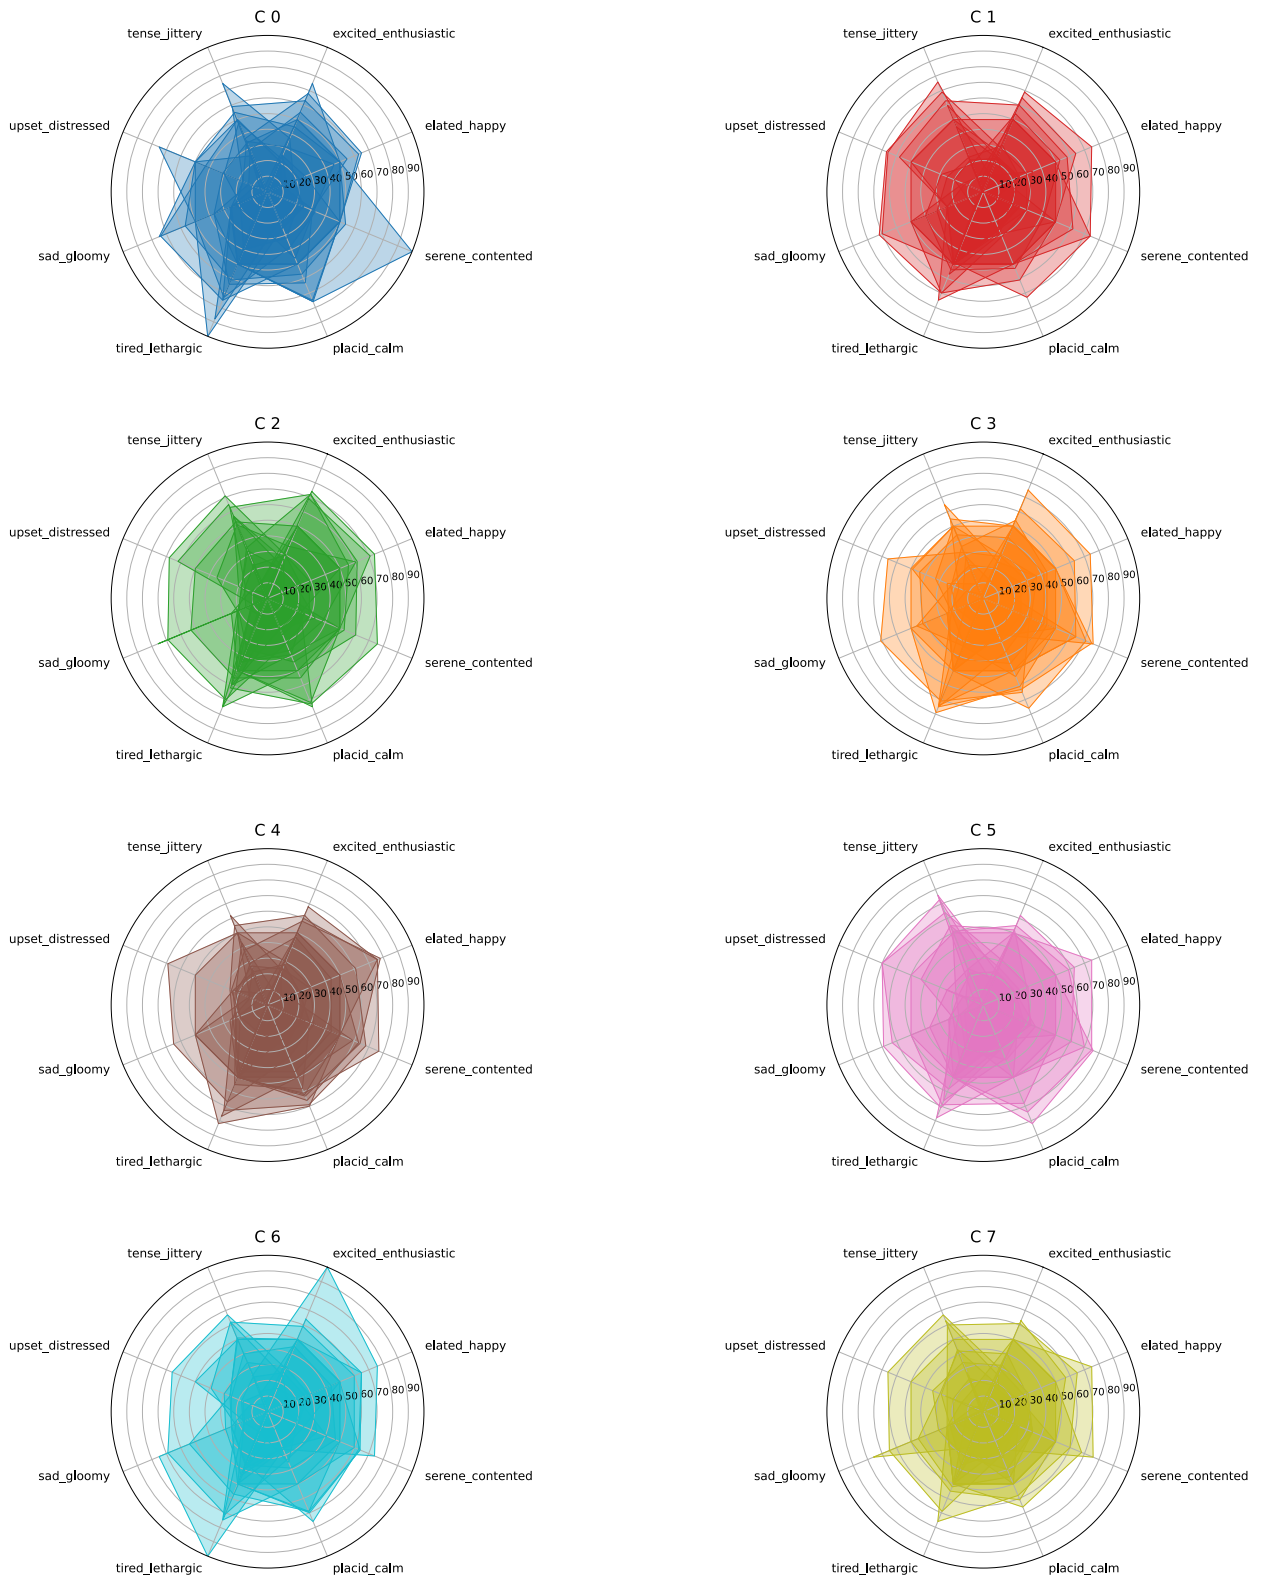 C 0
tense_jittery
excited_enthusiastic
upset_distressed
elated_happy
10 20 30 40 50 60 70 80 90
sad_gloomy
serene_contented
tired_lethargic
placid_calm
C 1
tense_jittery
excited_enthusiastic
upset_distressed
elated_happy
10 20 30 40 50 60 70 80 90
sad_gloomy
serene_contented
tired_lethargic
placid_calm
C 2
tense_jittery
excited_enthusiastic
upset_distressed
elated_happy
10 20 30 40 50 60 70 80 90
sad_gloomy
serene_contented
tired_lethargic
placid_calm
C 3
tense_jittery
excited_enthusiastic
upset_distressed
elated_happy
10 20 30 40 50 60 70 80 90
sad_gloomy
serene_contented
tired_lethargic
placid_calm
C 4
tense_jittery
excited_enthusiastic
upset_distressed
elated_happy
10 20 30 40 50 60 70 80 90
sad_gloomy
serene_contented
tired_lethargic
placid_calm
C 5
tense_jittery
excited_enthusiastic
upset_distressed
elated_happy
10 20 30 40 50 60 70 80 90
sad_gloomy
serene_contented
tired_lethargic
placid_calm
C 6
tense_jittery
excited_enthusiastic
upset_distressed
elated_happy
10 20 30 40 50 60 70 80 90
sad_gloomy
serene_contented
tired_lethargic
placid_calm
C 7
tense_jittery
excited_enthusiastic
upset_distressed
elated_happy
10 20 30 40 50 60 70 80 90
sad_gloomy
serene_contented
tired_lethargic
placid_calm